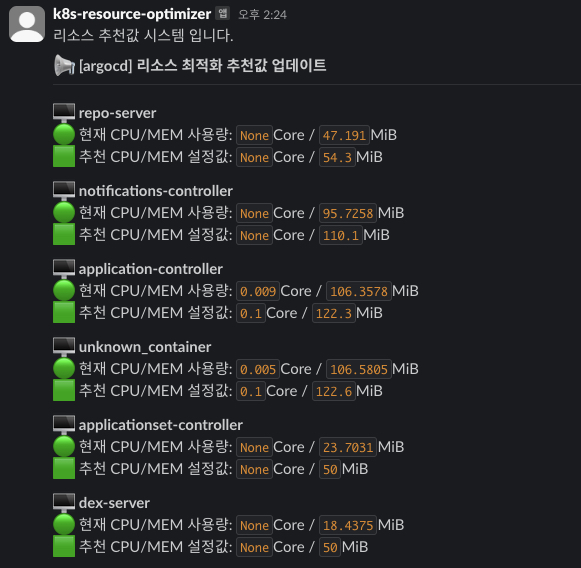 k8s-resource-optimizer 앱 오후 2:24
리소스 추천값 시스템 입니다.
[argocd] 리소스 최적화 추천값 업데이트
repo-server
현재 CPU/MEM 사용량: None Core / 47.191 MiB
추천 CPU/MEM 설정값: None Core / 54.3 MiB
notifications-controller
현재 CPU/MEM 사용량: None Core / 95.7258 MiB
추천 CPU/MEM 설정값: None Core / 110.1 MiB
application-controller
현재 CPU/MEM 사용량: 0.009 Core / 106.3578 MiB
추천 CPU/MEM 설정값: 0.1 Core / 122.3 MiB
unknown_container
현재 CPU/MEM 사용량: 0.005 Core / 106.5805 MiB
추천 CPU/MEM 설정값: 0.1 Core / 122.6 MiB
applicationset-controller
현재 CPU/MEM 사용량: None Core / 23.7031 MiB
추천 CPU/MEM 설정값: None Core / 50 MiB
dex-server
현재 CPU/MEM 사용량: None Core / 18.4375 MiB
추천 CPU/MEM 설정값: None Core / 50 MiB